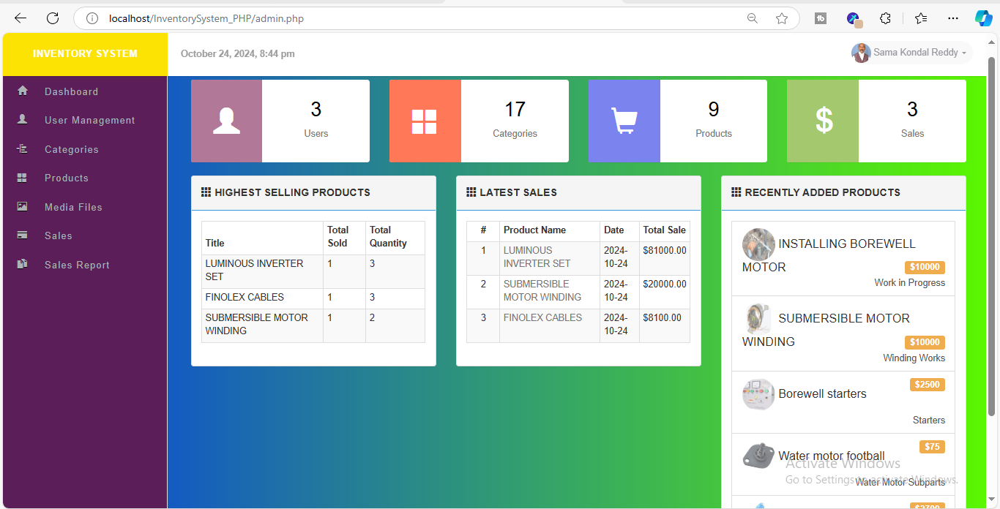 localhost/InventorySystem_PHP/admin.php
INVENTORY SYSTEM
October 24, 2024, 8:44 pm
Sama Kondal Reddy
Dashboard
User Management
Categories
Products
Media Files
Sales
Sales Report
3
Users
17
Categories
9
Products
$
3
Sales
HIGHEST SELLING PRODUCTS
Title Total Sold Total Quantity
LUMINOUS INVERTER SET 1 3
FINOLEX CABLES 1 3
SUBMERSIBLE MOTOR WINDING 1 2
LATEST SALES
# Product Name Date Total Sale
1 LUMINOUS INVERTER SET 2024-10-24 $81000.00
2 SUBMERSIBLE MOTOR WINDING 2024-10-24 $20000.00
3 FINOLEX CABLES 2024-10-24 $8100.00
RECENTLY ADDED PRODUCTS
INSTALLING BOREWELL
MOTOR $10000
Work in Progress
SUBMERSIBLE MOTOR
WINDING $10000
Winding Works
$2500
Borewell starters
Starters
$75
Water motor football
Water Motor Subparts
Activate Windows
Go to Settings to activate Windows.